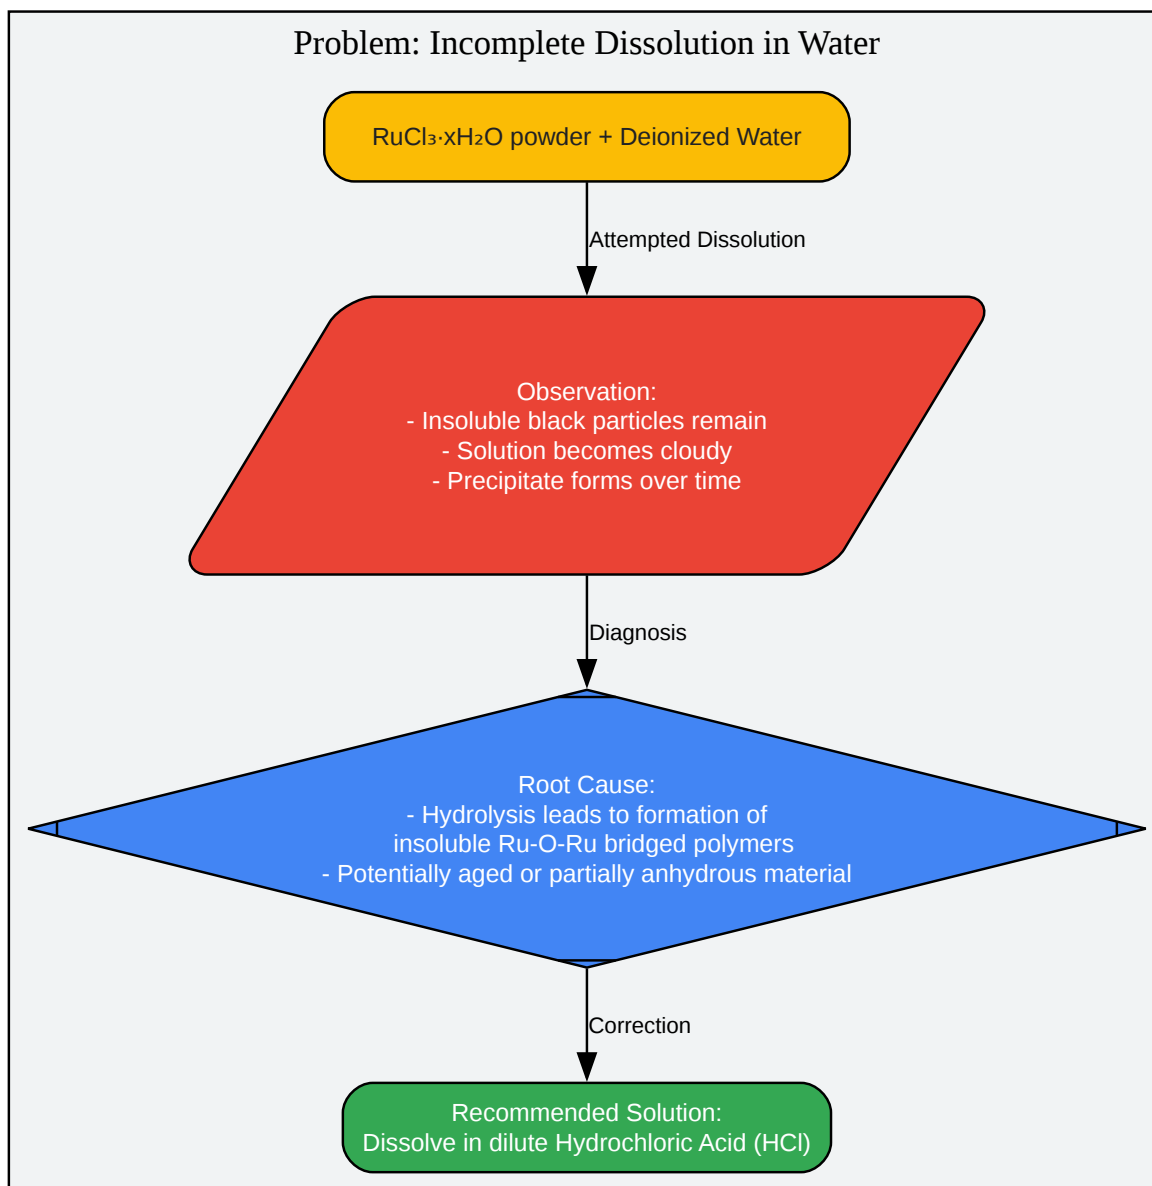 Problem: Incomplete Dissolution in Water
RuCl₃·xH₂O powder + Deionized Water
Attempted Dissolution
Observation:
- Insoluble black particles remain
- Solution becomes cloudy
- Precipitate forms over time
Diagnosis
Root Cause:
- Hydrolysis leads to formation of
insoluble Ru-O-Ru bridged polymers
- Potentially aged or partially anhydrous material
Correction
Recommended Solution:
Dissolve in dilute Hydrochloric Acid (HCl)